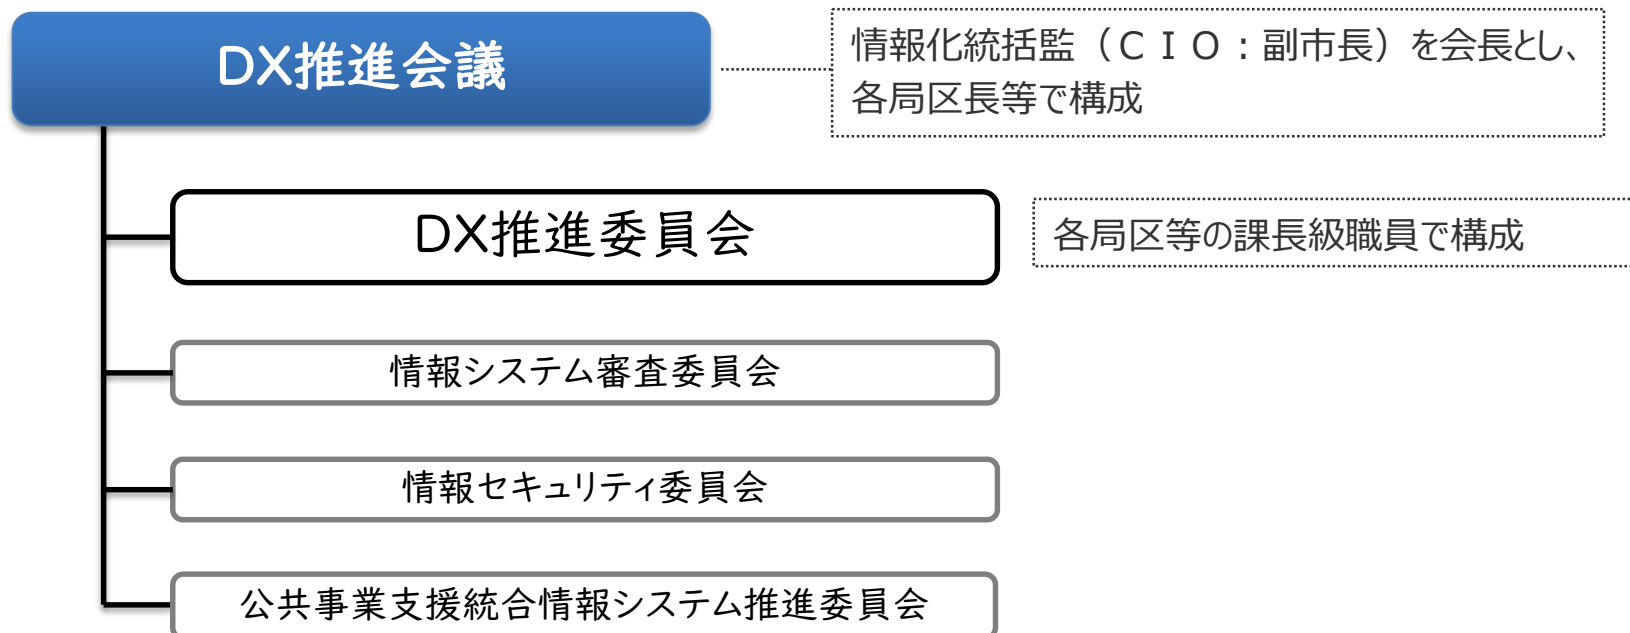 DX推進会議
情報化統括監（ＣＩＯ：副市長）を会長とし、
各局区長等で構成
DX推進委員会
各局区等の課長級職員で構成
情報システム審査委員会
情報セキュリティ委員会
公共事業支援統合情報システム推進委員会